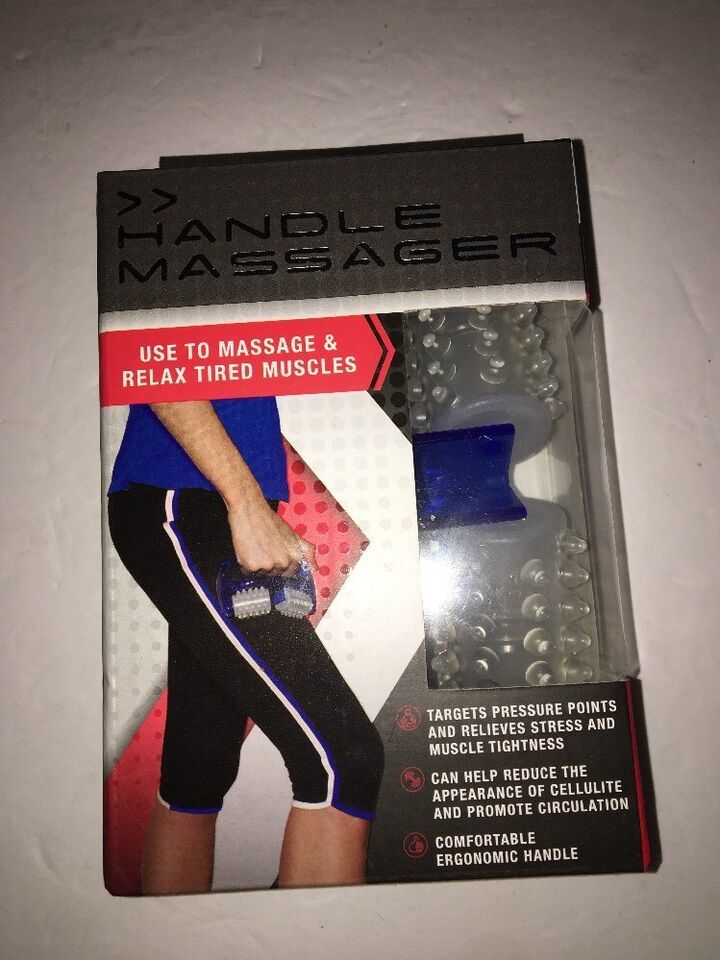 >> HANDLE
MASSAGER
USE TO MASSAGE &
RELAX TIRED MUSCLES
TARGETS PRESSURE POINTS
AND RELIEVES STRESS AND
MUSCLE TIGHTNESS
CAN HELP REDUCE THE
APPEARANCE OF CELLULITE
AND PROMOTE CIRCULATION
COMFORTABLE
ERGONOMIC HANDLE